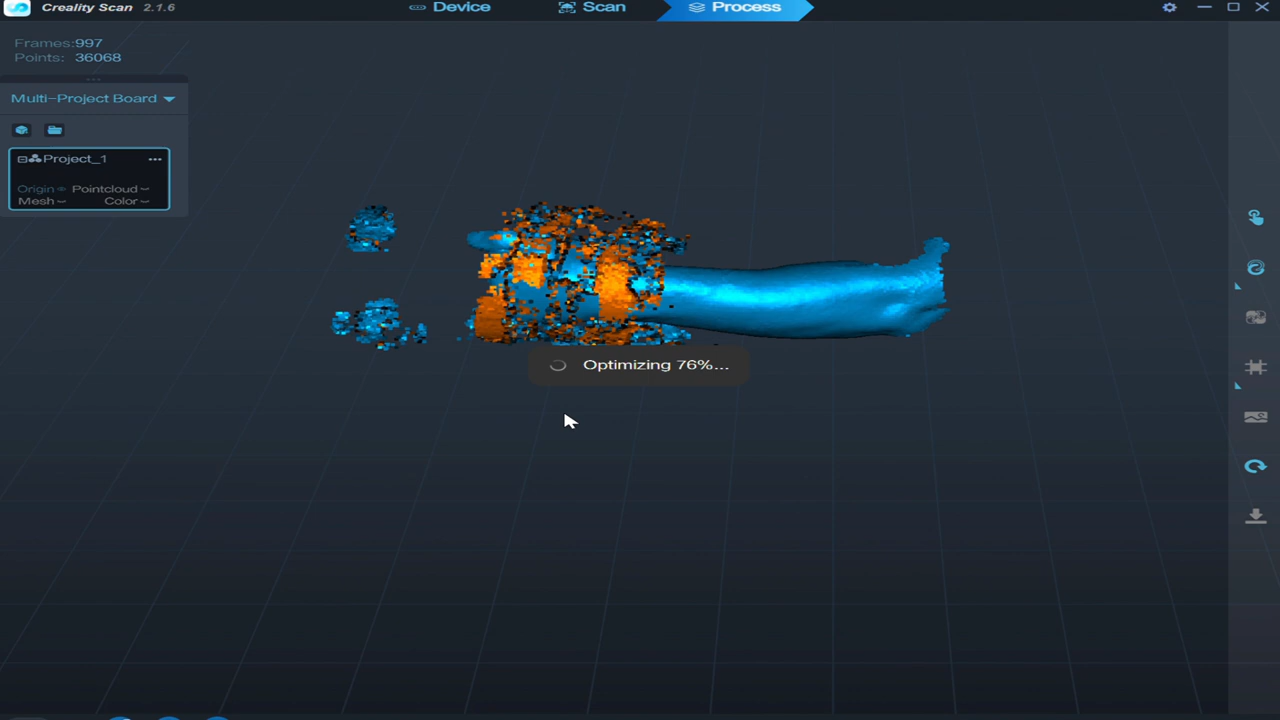 Creality Scan 2.1.6
Device
Scan
Process
Frames:997
Points: 36068
Multi-Project Board
Project_1
Origin Pointcloud
Mesh Color
Optimizing 76%...